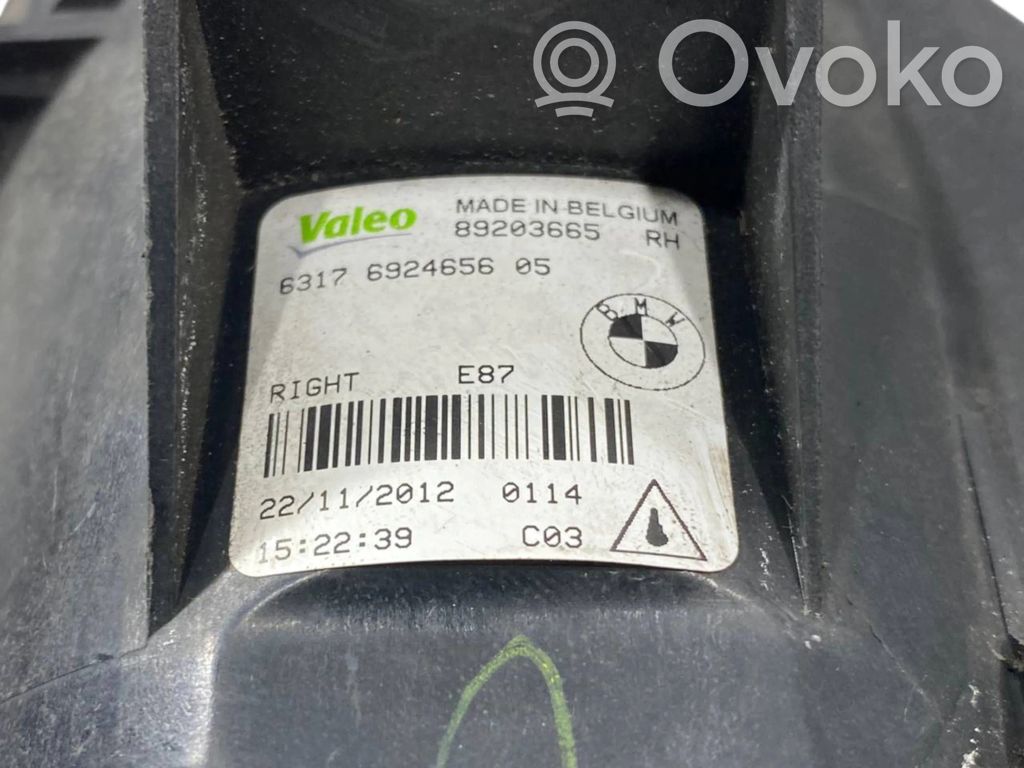 Ovoko
Valeo MADE IN BELGIUM
89203665 RH
6317 6924656 05
BMW
RIGHT E87
22/11/2012 0114
15:22:39 C03